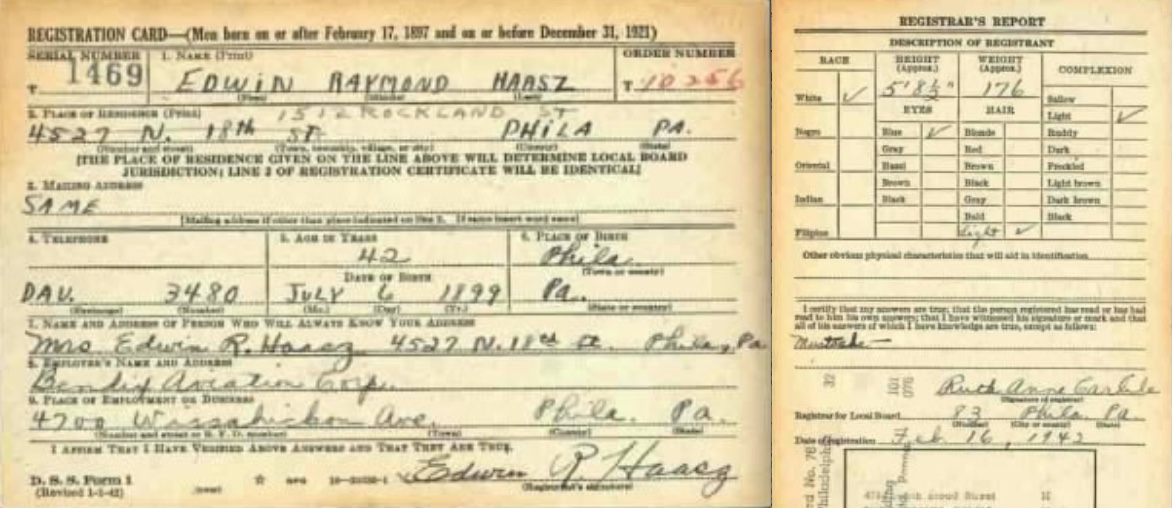 REGISTRATION CARD—(Men born on or after February 17, 1897 and on or before December 31, 1921)
SERIAL NUMBER 1. NAME (Print) ORDER NUMBER
T 1469 EDWIN RAYMOND HAASZ T 10256
(First) (Middle) (Last)
2. PLACE OF RESIDENCE (Print) 1512 ROCKLAND ST
4527 N. 18th ST PHILA PA.
(Number and street) (Town, township, village, or city) (County) (State)
[THE PLACE OF RESIDENCE GIVEN ON THE LINE ABOVE WILL DETERMINE LOCAL BOARD
JURISDICTION; LINE 2 OF REGISTRATION CERTIFICATE WILL BE IDENTICAL]
3. MAILING ADDRESS
SAME
[Mailing address if other than place indicated on line 2. If same insert word same]
4. TELEPHONE 5. AGE IN YEARS 6. PLACE OF BIRTH
42 Phila.
(Town or county)
DATE OF BIRTH
DAV. 3480 JULY 6 1899 Pa.
(Exchange) (Number) (Mo.) (Day) (Yr.) (State or country)
7. NAME AND ADDRESS OF PERSON WHO WILL ALWAYS KNOW YOUR ADDRESS
Mrs. Edwin R. Haasz 4527 N. 18th St. Phila, Pa
8. EMPLOYER'S NAME AND ADDRESS
Bendix Aviation Corp.
9. PLACE OF EMPLOYMENT OR BUSINESS
4700 Wissahickon Ave. Phila. Pa.
(Number and street or R. F. D. number) (Town) (County) (State)
I AFFIRM THAT I HAVE VERIFIED ABOVE ANSWERS AND THAT THEY ARE TRUE.
D. S. S. Form 1 Edwin R. Haasz
(Revised 1-1-42) (over) (Registrant's signature)
REGISTRAR'S REPORT
DESCRIPTION OF REGISTRANT
RACE HEIGHT (Approx.) WEIGHT (Approx.) COMPLEXION
5' 8½" 176
White ✓ Sallow
EYES HAIR Light ✓
Negro Blue ✓ Blonde Ruddy
Gray Red Dark
Oriental Hazel Brown Freckled
Brown Black Light brown
Indian Black Gray Dark brown
Bald Black
Filipino light ✓
Other obvious physical characteristics that will aid in identification
I certify that my answers are true; that the person registered has read or has had
read to him his own answers; that I have witnessed his signature or mark and that
all of his answers of which I have knowledge are true, except as follows:
Ruth Anne
(Signature of registrar)
Registrar for Local Board 83 Phila. Pa.
(Number) (City or county) (State)
Date of registration Feb. 16, 1942